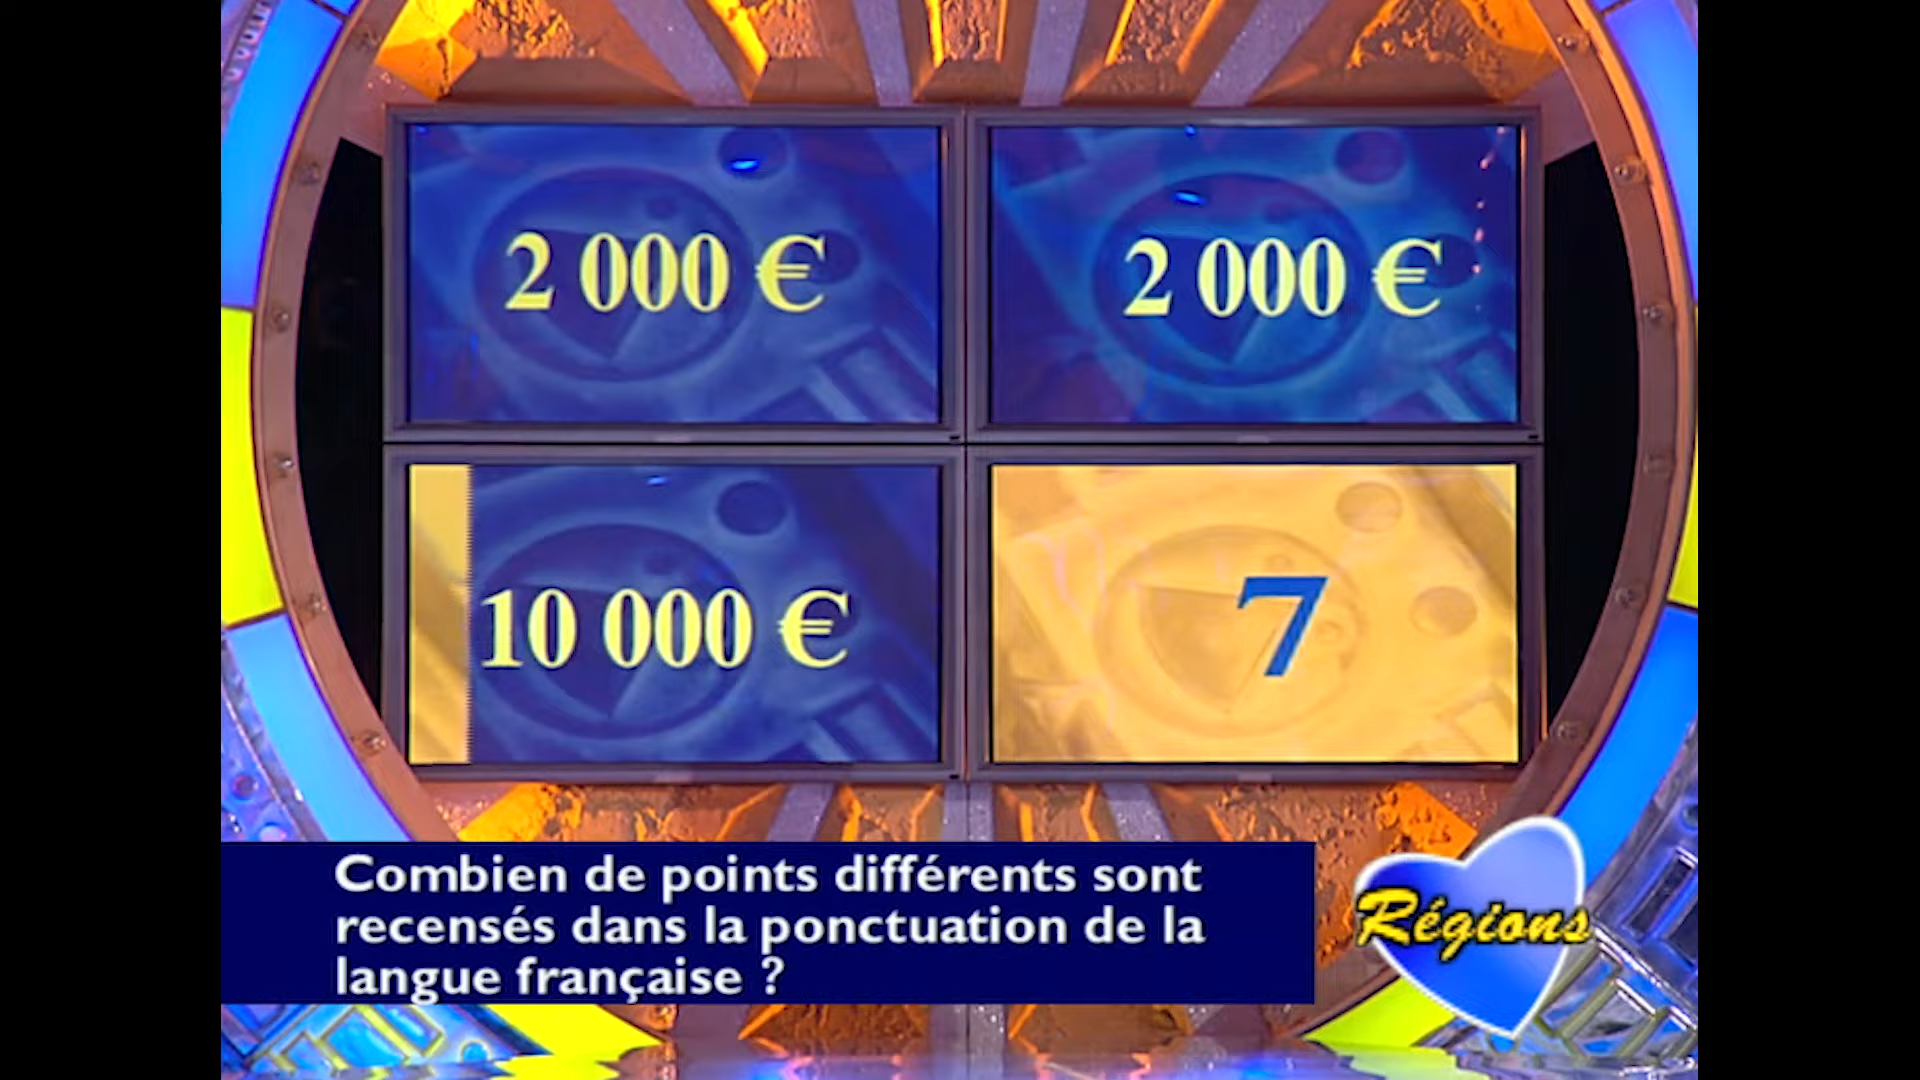 2 000 €
2 000 €
10 000 €
7
Combien de points différents sont
recensés dans la ponctuation de la
langue française ?
Régions